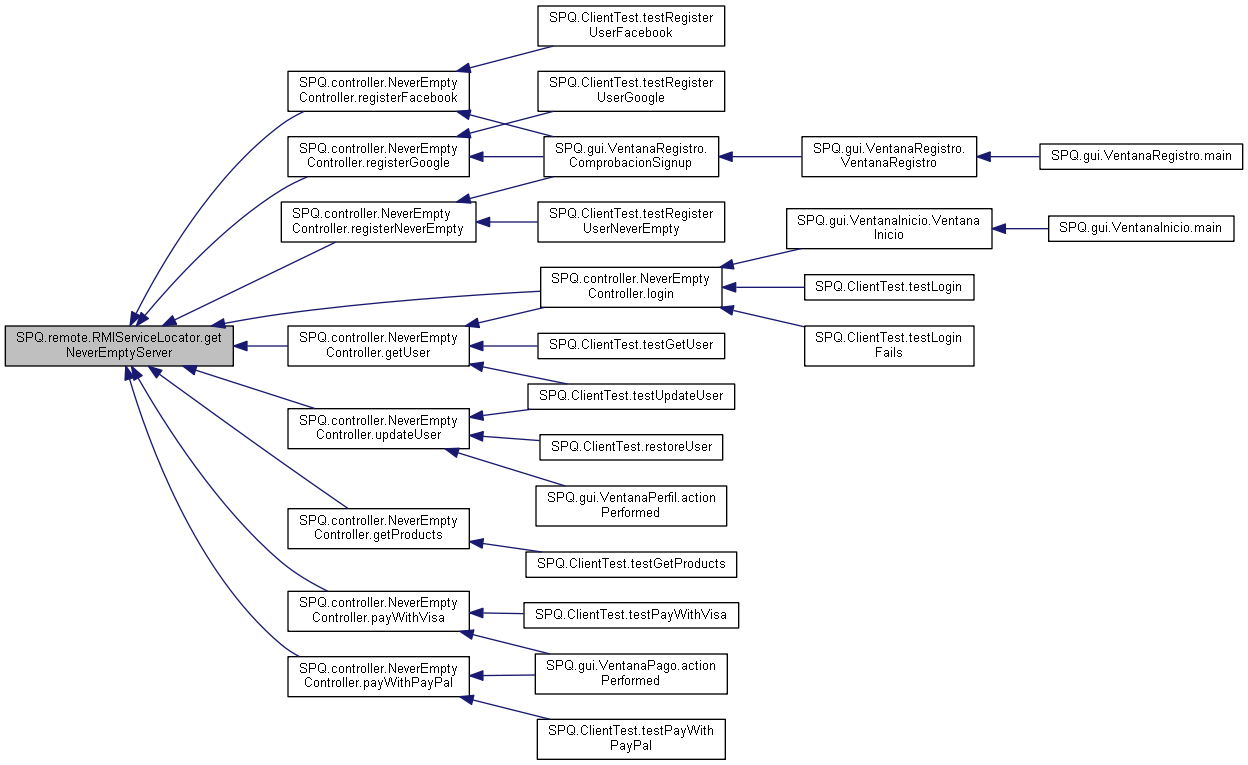 SPQ.ClientTest.testRegister
UserFacebook
SPQ.controller.NeverEmpty
Controller.registerFacebook
SPQ.ClientTest.testRegister
UserGoogle
SPQ.controller.NeverEmpty
Controller.registerGoogle
SPQ.gui.VentanaRegistro.
ComprobacionSignup
SPQ.gui.VentanaRegistro.
VentanaRegistro
SPQ.gui.VentanaRegistro.main
SPQ.controller.NeverEmpty
Controller.registerNeverEmpty
SPQ.ClientTest.testRegister
UserNeverEmpty
SPQ.gui.VentanaInicio.Ventana
Inicio
SPQ.gui.VentanaInicio.main
SPQ.controller.NeverEmpty
Controller.login
SPQ.ClientTest.testLogin
SPQ.remote.RMIServiceLocator.get
NeverEmptyServer
SPQ.controller.NeverEmpty
Controller.getUser
SPQ.ClientTest.testGetUser
SPQ.ClientTest.testLogin
Fails
SPQ.ClientTest.testUpdateUser
SPQ.controller.NeverEmpty
Controller.updateUser
SPQ.ClientTest.restoreUser
SPQ.gui.VentanaPerfil.action
Performed
SPQ.controller.NeverEmpty
Controller.getProducts
SPQ.ClientTest.testGetProducts
SPQ.controller.NeverEmpty
Controller.payWithVisa
SPQ.ClientTest.testPayWithVisa
SPQ.controller.NeverEmpty
Controller.payWithPayPal
SPQ.gui.VentanaPago.action
Performed
SPQ.ClientTest.testPayWith
PayPal